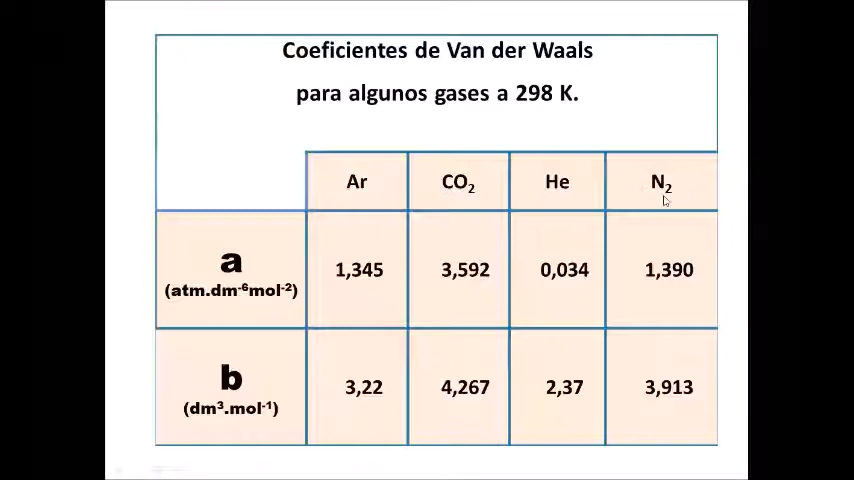 Coeficientes de Van der Waals
para algunos gases a 298 K.
Ar CO₂ He N₂
a 1,345 3,592 0,034 1,390
(atm.dm⁻⁶mol⁻²)
b 3,22 4,267 2,37 3,913
(dm³.mol⁻¹)